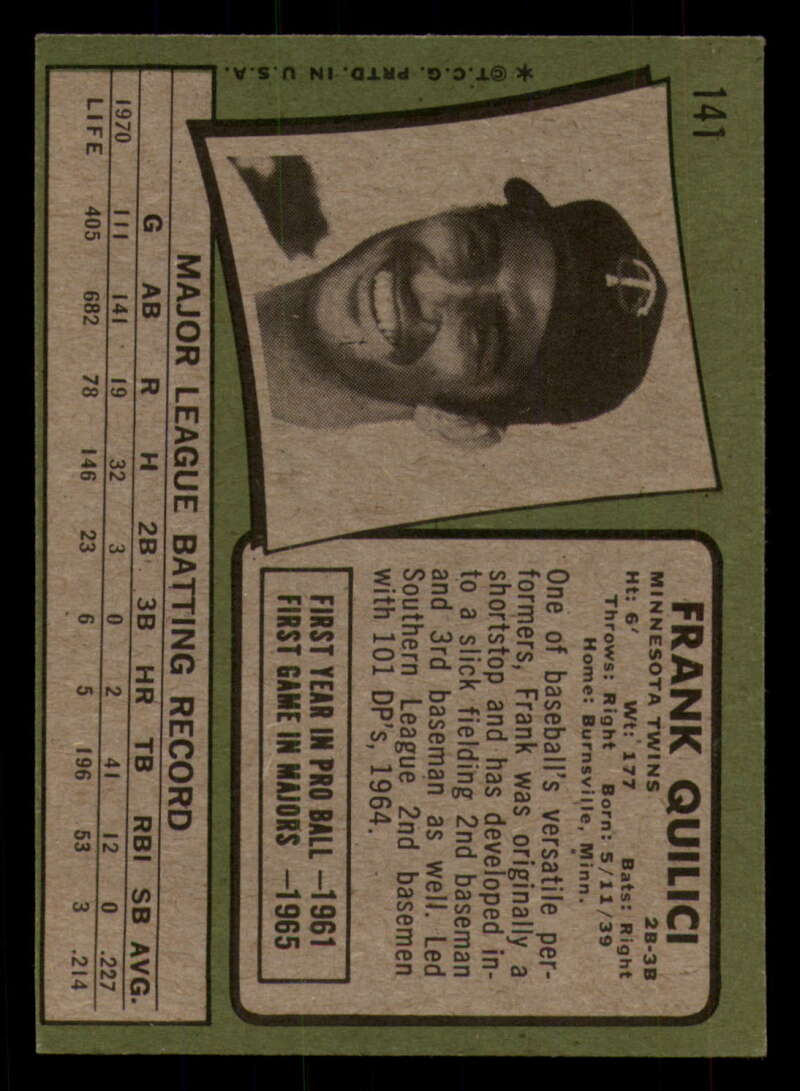 141
FRANK QUILICI
MINNESOTA TWINS 2B-3B
Ht: 6' Wt: 177 Bats: Right
Throws: Right Born: 5/11/39
Home: Burnsville, Minn.
One of baseball's versatile per-
formers, Frank was originally a
shortstop and has developed in-
to a slick fielding 2nd baseman
and 3rd baseman as well. Led
Southern League 2nd basemen
with 101 DP's, 1964.
FIRST YEAR IN PRO BALL —1961
FIRST GAME IN MAJORS —1965
TC
MAJOR LEAGUE BATTING RECORD
G AB R H 2B 3B HR TB RBI SB AVG.
1970 111 141 19 32 3 0 2 41 12 0 .227
LIFE 405 682 78 146 23 6 5 196 53 3 .214
*©T.C.G. PRTD. IN U.S.A.